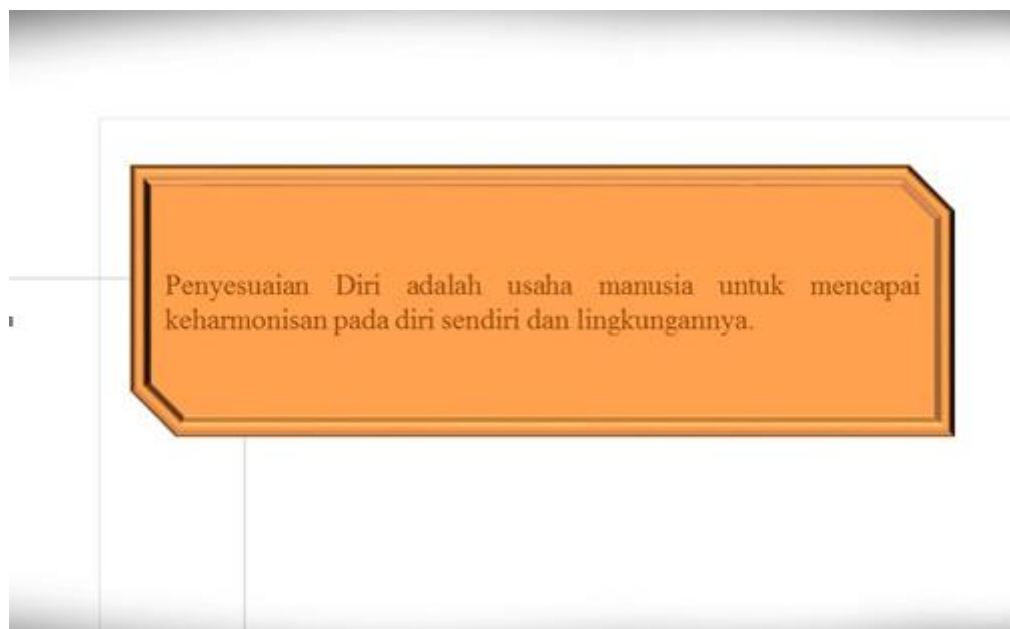 Penyesuaian Diri adalah usaha manusia untuk mencapai
keharmonisan pada diri sendiri dan lingkungannya.